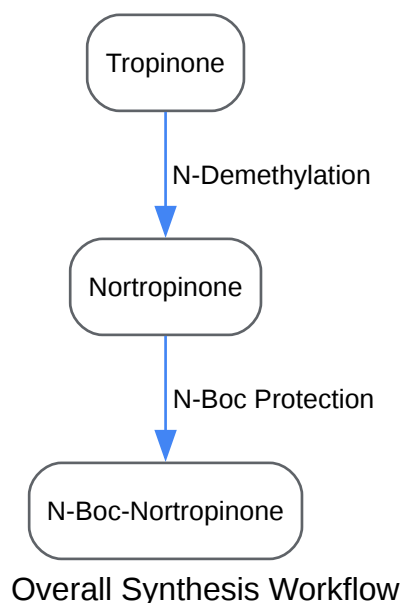 Tropinone
N-Demethylation
Nortropinone
N-Boc Protection
N-Boc-Nortropinone
Overall Synthesis Workflow